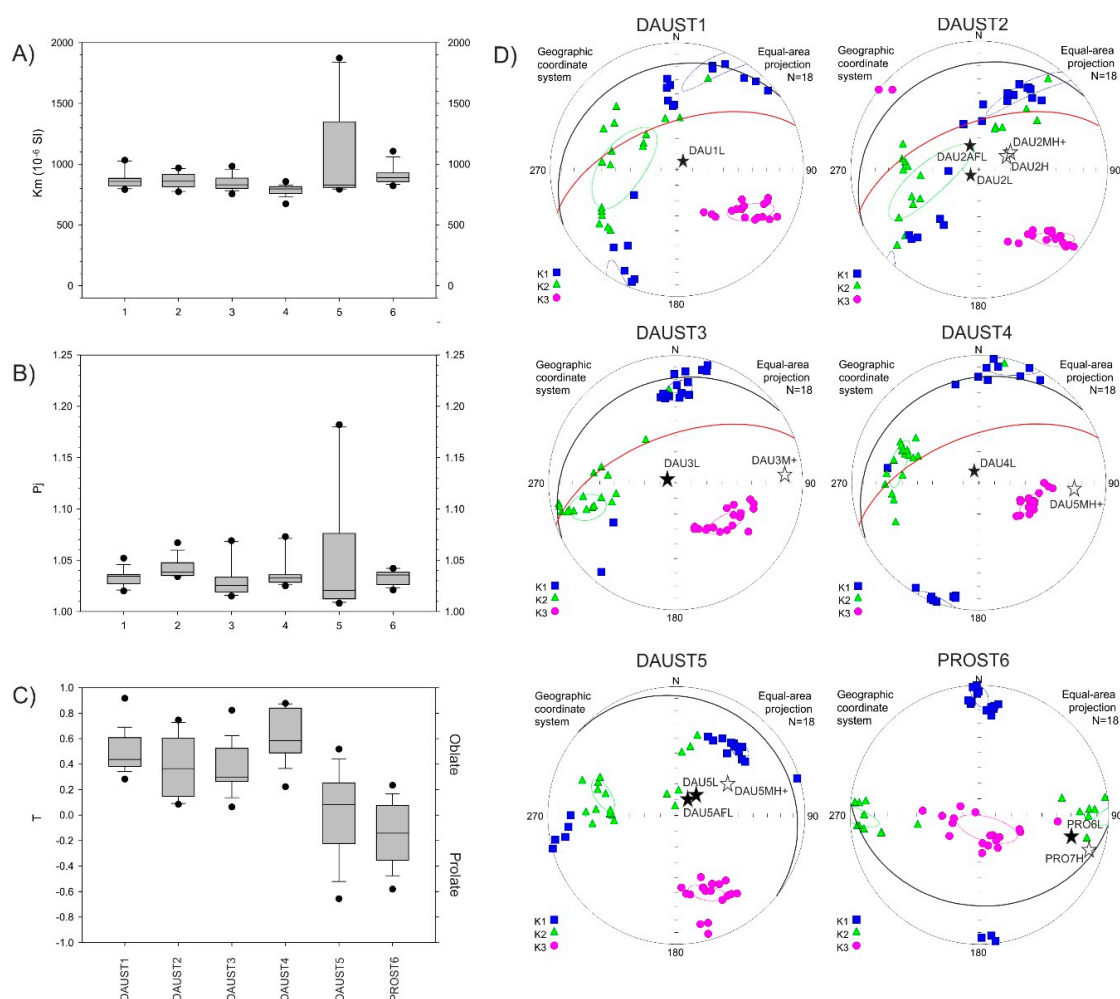 A)
Km (10⁻⁶ SI)
2000
1500
1000
500
0
2000
1500
1000
500
0
1 2 3 4 5 6
B)
Pj
1.25
1.20
1.15
1.10
1.05
1.00
1.25
1.20
1.15
1.10
1.05
1.00
1 2 3 4 5 6
C)
T
1.0
0.8
0.6
0.4
0.2
0.0
-0.2
-0.4
-0.6
-0.8
-1.0
Oblate
Prolate
DAUST1
DAUST2
DAUST3
DAUST4
DAUST5
PROST6
D)
DAUST1
Geographic
coordinate
system
N
Equal-area
projection
N=18
270
90
DAU1L
K1
K2
K3
180
DAUST2
Geographic
coordinate
system
N
Equal-area
projection
N=18
270
90
DAU2MH+
DAU2AFL
DAU2H
DAU2L
K1
K2
K3
180
DAUST3
Geographic
coordinate
system
N
Equal-area
projection
N=18
270
90
DAU3L
DAU3M+
K1
K2
K3
180
DAUST4
Geographic
coordinate
system
N
Equal-area
projection
N=18
270
90
DAU4L
DAU5MH+
K1
K2
K3
180
DAUST5
Geographic
coordinate
system
N
Equal-area
projection
N=18
270
90
DAU5L
DAU5MH+
DAU5AFL
K1
K2
K3
180
PROST6
Geographic
coordinate
system
N
Equal-area
projection
N=18
270
90
PRO6L
PRO7H
K1
K2
K3
180